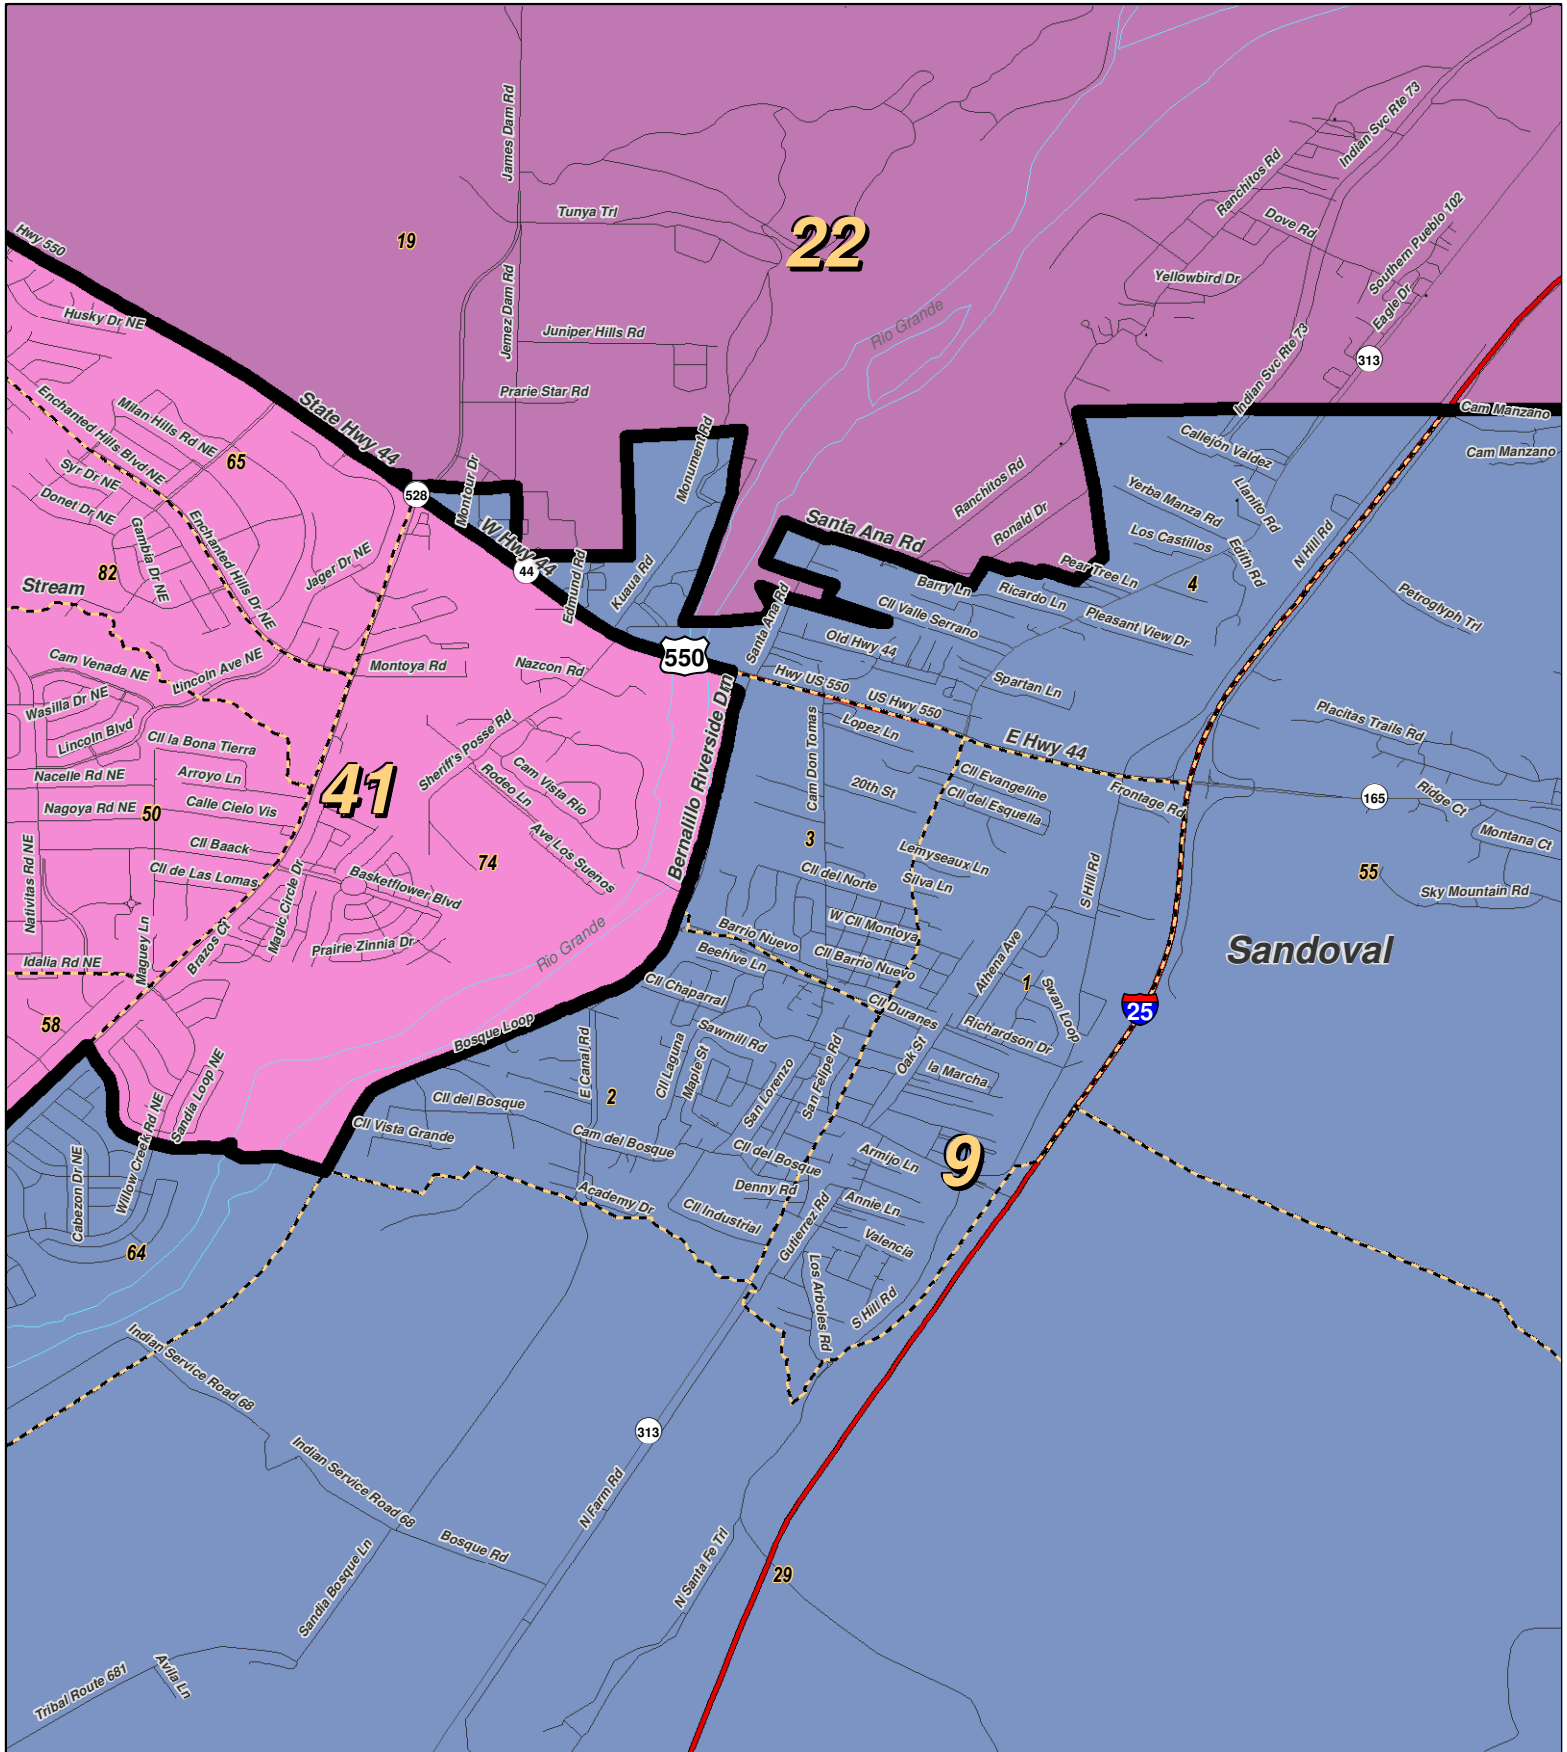 James Dam Rd
Indian Svc Rte 73
Ranchitos Rd
Tunya Trl
Dove Rd
Southern Pueblo 102
22
19
Hwy 550
Yellowbird Dr
Eagle Dr
Jemez Dam Rd
Rio Grande
Husky Dr NE
Juniper Hills Rd
313
Indian Svc Rte 73
Prarie Star Rd
Enchanted Hills Blvd NE
Milan Hills Rd NE
State Hwy 44
Cam Manzano
Callejón Valdez
Cam Manzano
65
Syr Dr NE
Monument Rd
Montour Dr
Ranchitos Rd
Llanito Rd
Donet Dr NE
528
Yerba Manza Rd
Gambia Dr NE
Enchanted Hills Dr NE
W Hwy 44
Santa Ana Rd
Ronald Dr
Los Castillos
N Hill Rd
Edith Rd
82
Jager Dr NE
44
Edmund Rd
Kuaua Rd
Pear Tree Ln
4
Stream
Barry Ln
Ricardo Ln
Petroglyph Trl
Cll Valle Serrano
Pleasant View Dr
Santa Ana Rd
Old Hwy 44
Cam Venada NE
Lincoln Ave NE
Montoya Rd
Nazcon Rd
550
Hwy US 550
Spartan Ln
Wasilla Dr NE
US Hwy 550
Lincoln Blvd
Cll la Bona Tierra
Sheriff's Posse Rd
Bernalillo Riverside Drn
Lopez Ln
E Hwy 44
Placitas Trails Rd
Cam Don Tomas
Nacelle Rd NE
Arroyo Ln
41
Rodeo Ln
Cam Vista Rio
20th St
Cll Evangeline
Cll del Esquella
Frontage Rd
165
Ridge Ct
Nagoya Rd NE
50
Calle Cielo Vis
3
Montana Ct
Cll Baack
Ave Los Suenos
Lemyseaux Ln
Nativitas Rd NE
Cll de Las Lomas
74
Cll del Norte
Silva Ln
S Hill Rd
55
Basketflower Blvd
Sky Mountain Rd
Magic Circle Dr
Maguey Ln
Brazos Ct
W Cll Montoya
Barrio Nuevo
Prairie Zinnia Dr
Rio Grande
Athena Ave
Sandoval
Idalia Rd NE
Beehive Ln
Cll Barrio Nuevo
Cll Chaparral
1
Swan Loop
58
Cll Duranes
25
Bosque Loop
Sawmill Rd
Richardson Dr
E Canal Rd
Cll Laguna
Maple St
San Lorenzo
San Felipe Rd
Oak St
la Marcha
Sandia Loop NE
Willow Creek Rd NE
2
Cll del Bosque
Cll Vista Grande
Cam del Bosque
Cll del Bosque
Armijo Ln
9
Cabezon Dr NE
Academy Dr
Denny Rd
Annie Ln
Cll Industrial
Gutierrez Rd
Valencia
64
Los Arboles Rd
S Hill Rd
Indian Service Road 68
313
Indian Service Road 68
N Farm Rd
Bosque Rd
Sandia Bosque Ln
N Santa Fe Trl
29
Tribal Route 681
Avila Ln